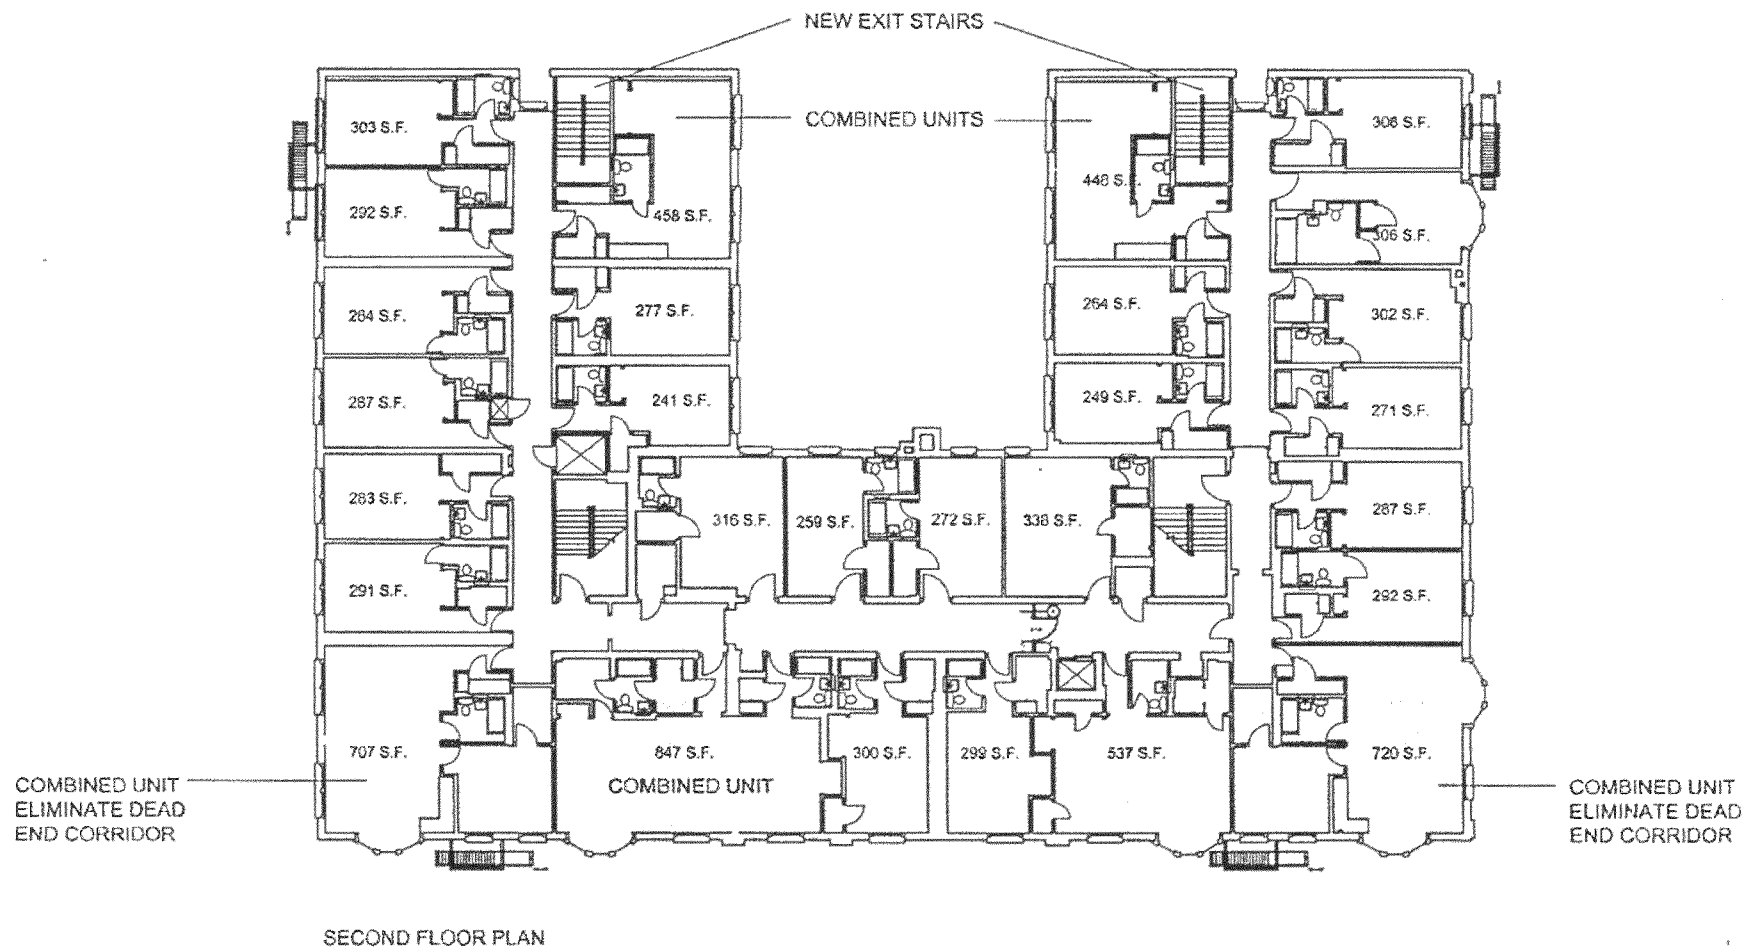 NEW EXIT STAIRS
COMBINED UNITS
303 S.F.
308 S.F.
292 S.F.
458 S.F.
448 S.F.
306 S.F.
264 S.F.
277 S.F.
264 S.F.
302 S.F.
287 S.F.
241 S.F.
249 S.F.
271 S.F.
283 S.F.
316 S.F.
259 S.F.
272 S.F.
338 S.F.
287 S.F.
291 S.F.
292 S.F.
707 S.F.
847 S.F.
300 S.F.
299 S.F.
537 S.F.
720 S.F.
COMBINED UNIT
COMBINED UNIT
ELIMINATE DEAD
END CORRIDOR
COMBINED UNIT
ELIMINATE DEAD
END CORRIDOR
SECOND FLOOR PLAN